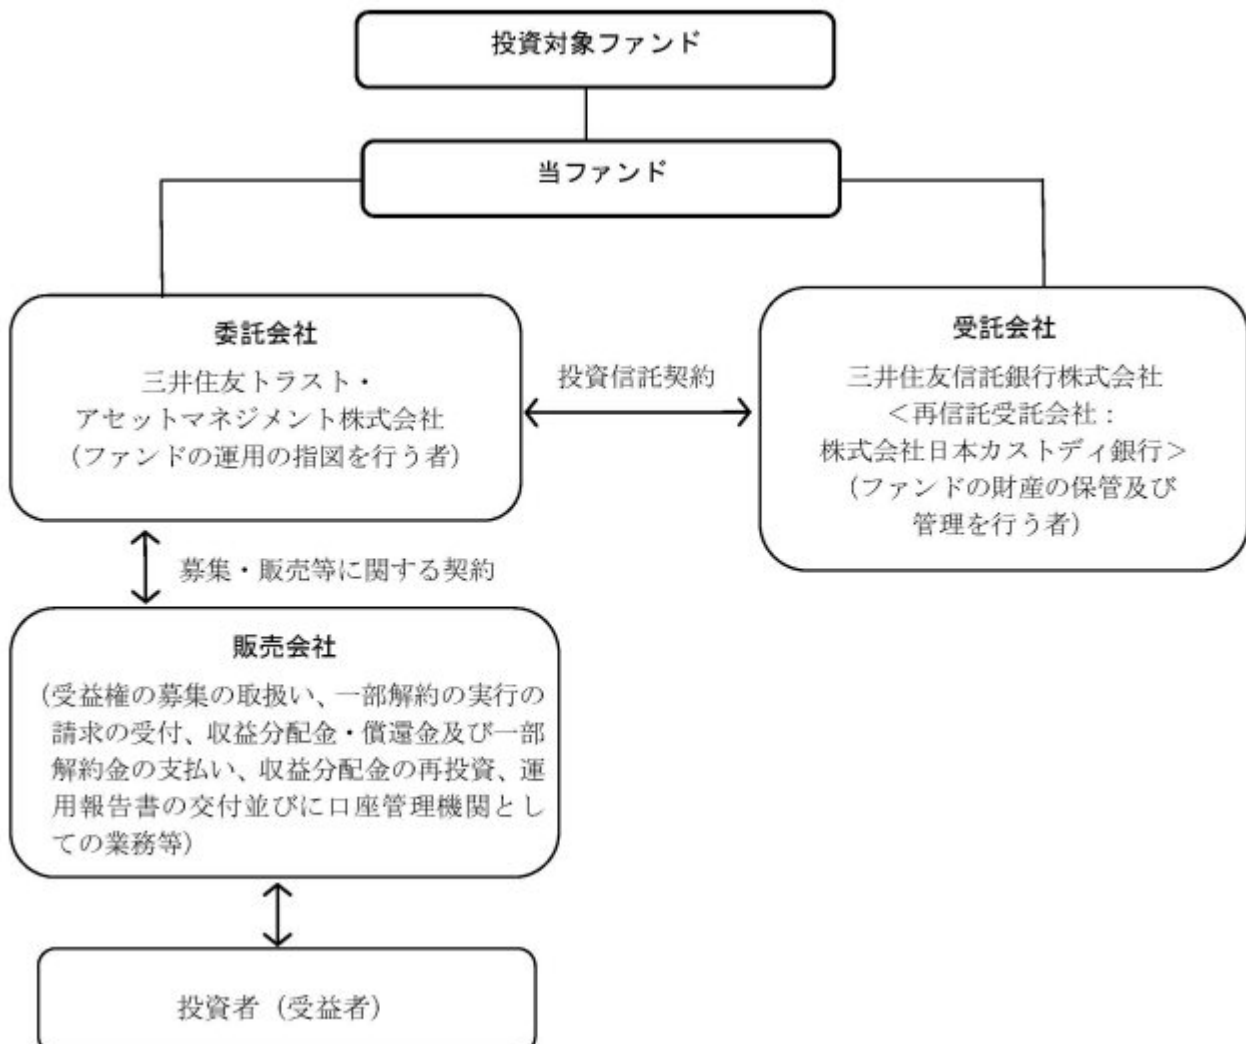 投資対象ファンド
当ファンド
委託会社
三井住友トラスト・
アセットマネジメント株式会社
（ファンドの運用の指図を行う者）
投資信託契約
受託会社
三井住友信託銀行株式会社
＜再信託受託会社：
株式会社日本カストディ銀行＞
（ファンドの財産の保管及び
管理を行う者）
募集・販売等に関する契約
販売会社
（受益権の募集の取扱い、一部解約の実行の
請求の受付、収益分配金・償還金及び一部
解約金の支払い、収益分配金の再投資、運
用報告書の交付並びに口座管理機関とし
ての業務等）
投資者（受益者）